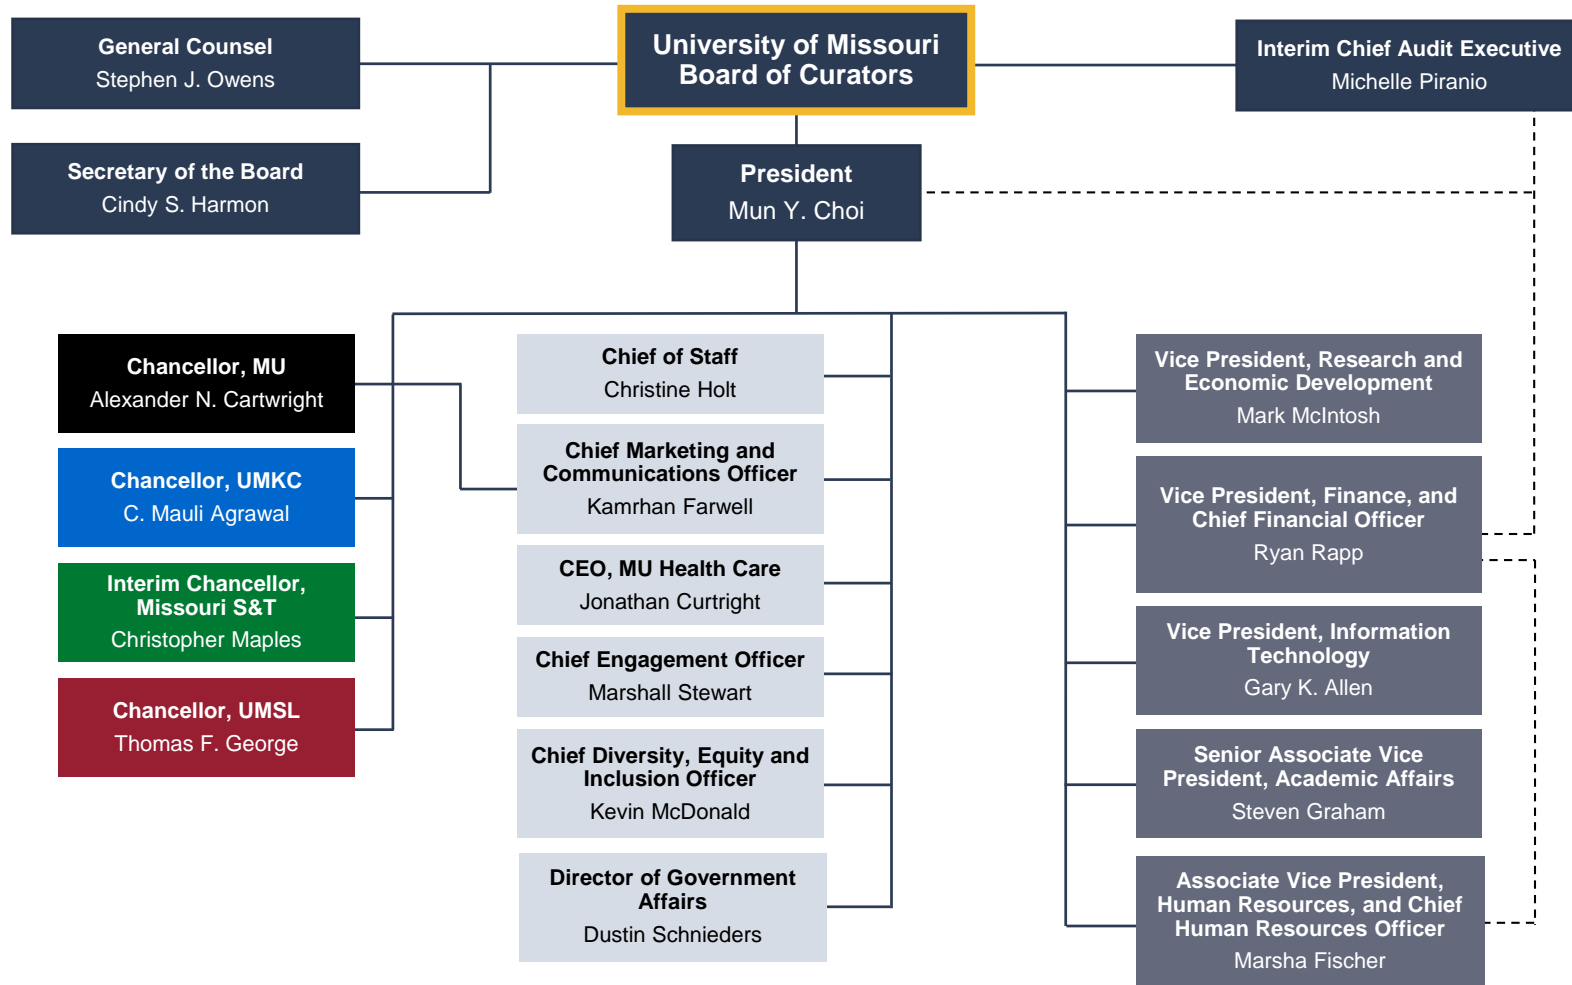 General Counsel
Stephen J. Owens
University of Missouri
Board of Curators
Interim Chief Audit Executive
Michelle Piranio
Secretary of the Board
Cindy S. Harmon
President
Mun Y. Choi
Chancellor, MU
Alexander N. Cartwright
Chancellor, UMKC
C. Mauli Agrawal
Interim Chancellor,
Missouri S&T
Christopher Maples
Chancellor, UMSL
Thomas F. George
Chief of Staff
Christine Holt
Chief Marketing and
Communications Officer
Kamrhan Farwell
CEO, MU Health Care
Jonathan Curtright
Chief Engagement Officer
Marshall Stewart
Chief Diversity, Equity and
Inclusion Officer
Kevin McDonald
Director of Government
Affairs
Dustin Schnieders
Vice President, Research and
Economic Development
Mark McIntosh
Vice President, Finance, and
Chief Financial Officer
Ryan Rapp
Vice President, Information
Technology
Gary K. Allen
Senior Associate Vice
President, Academic Affairs
Steven Graham
Associate Vice President,
Human Resources, and Chief
Human Resources Officer
Marsha Fischer